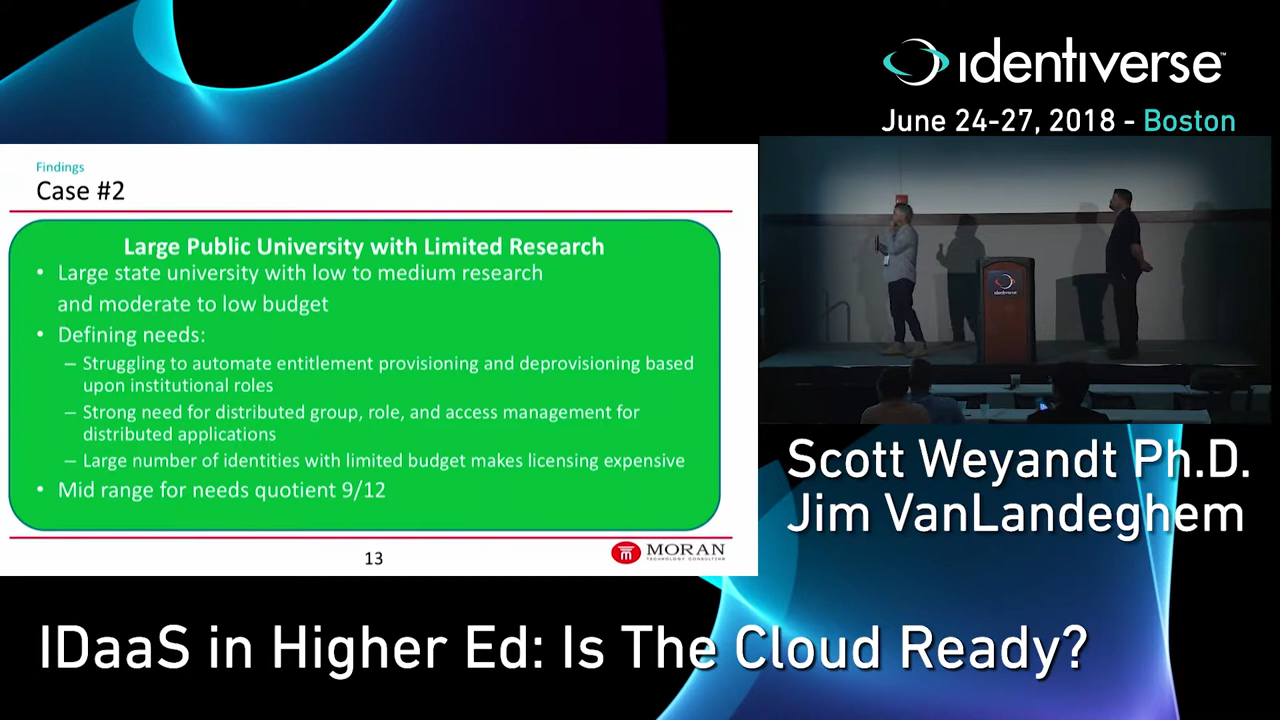 identiverse™
June 24-27, 2018 - Boston
Findings
Case #2
Large Public University with Limited Research
• Large state university with low to medium research
and moderate to low budget
• Defining needs:
– Struggling to automate entitlement provisioning and deprovisioning based
upon institutional roles
– Strong need for distributed group, role, and access management for
distributed applications
– Large number of identities with limited budget makes licensing expensive
• Mid range for needs quotient 9/12
13
MORAN
TECHNOLOGY CONSULTING
identiverse
Scott Weyandt Ph.D.
Jim VanLandeghem
IDaaS in Higher Ed: Is The Cloud Ready?